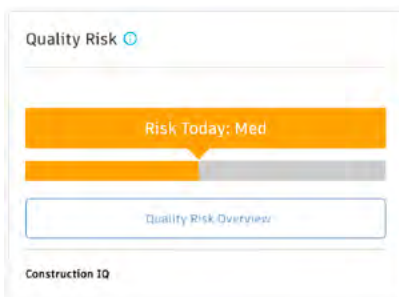 Quality Risk
Risk Today: Med
Quality Risk Overview
Construction IQ